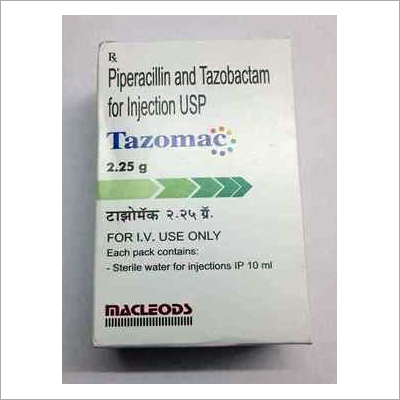 Rx
Piperacillin and Tazobactam
for Injection USP
Tazomac
2.25 g
टाझोमॅक २.२५ ग्रॅ.
FOR I.V. USE ONLY
Each pack contains:
- Sterile water for injections IP 10 ml
MACLEODS